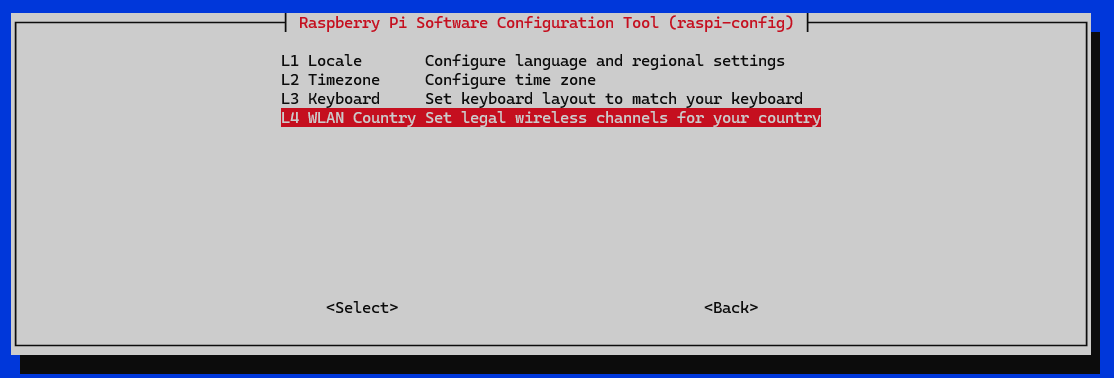 Raspberry Pi Software Configuration Tool (raspi-config)
L1 Locale Configure language and regional settings
L2 Timezone Configure time zone
L3 Keyboard Set keyboard layout to match your keyboard
L4 WLAN Country Set legal wireless channels for your country
<Select> <Back>